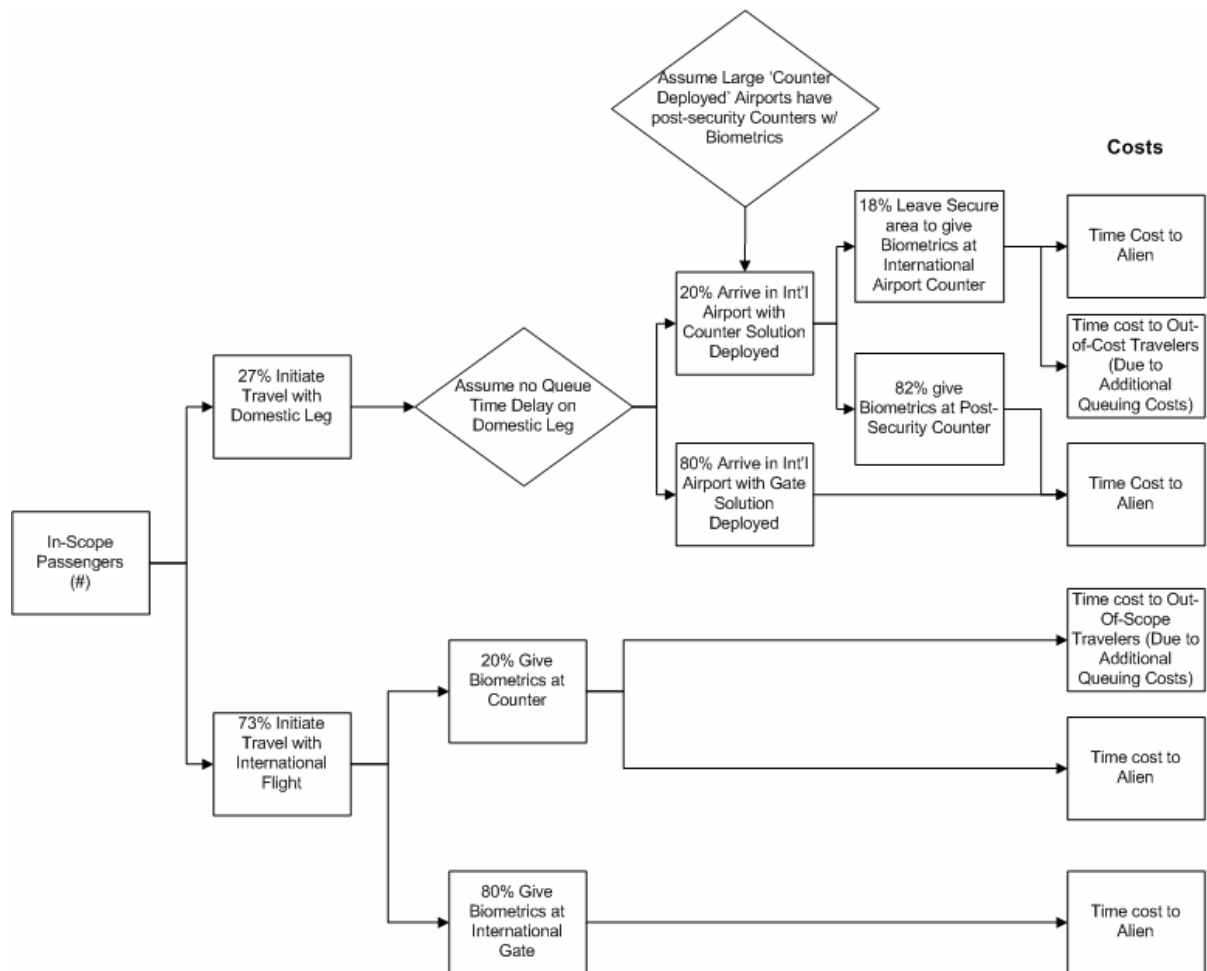 Assume Large 'Counter
Deployed' Airports have
post-security Counters w/
Biometrics
Costs
18% Leave Secure
area to give
Biometrics at
International
Airport Counter
Time Cost to
Alien
20% Arrive in Int'l
Airport with
Counter Solution
Deployed
Time cost to Out-
of-Cost Travelers
(Due to
Additional
Queuing Costs)
27% Initiate
Travel with
Domestic Leg
Assume no Queue
Time Delay on
Domestic Leg
82% give
Biometrics at Post-
Security Counter
80% Arrive in Int'l
Airport with Gate
Solution
Deployed
Time Cost to
Alien
In-Scope
Passengers
(#)
Time cost to Out-
Of-Scope
Travelers (Due to
Additional
Queuing Costs)
20% Give
Biometrics at
Counter
73% Initiate
Travel with
International
Flight
Time cost to
Alien
80% Give
Biometrics at
International
Gate
Time cost to
Alien